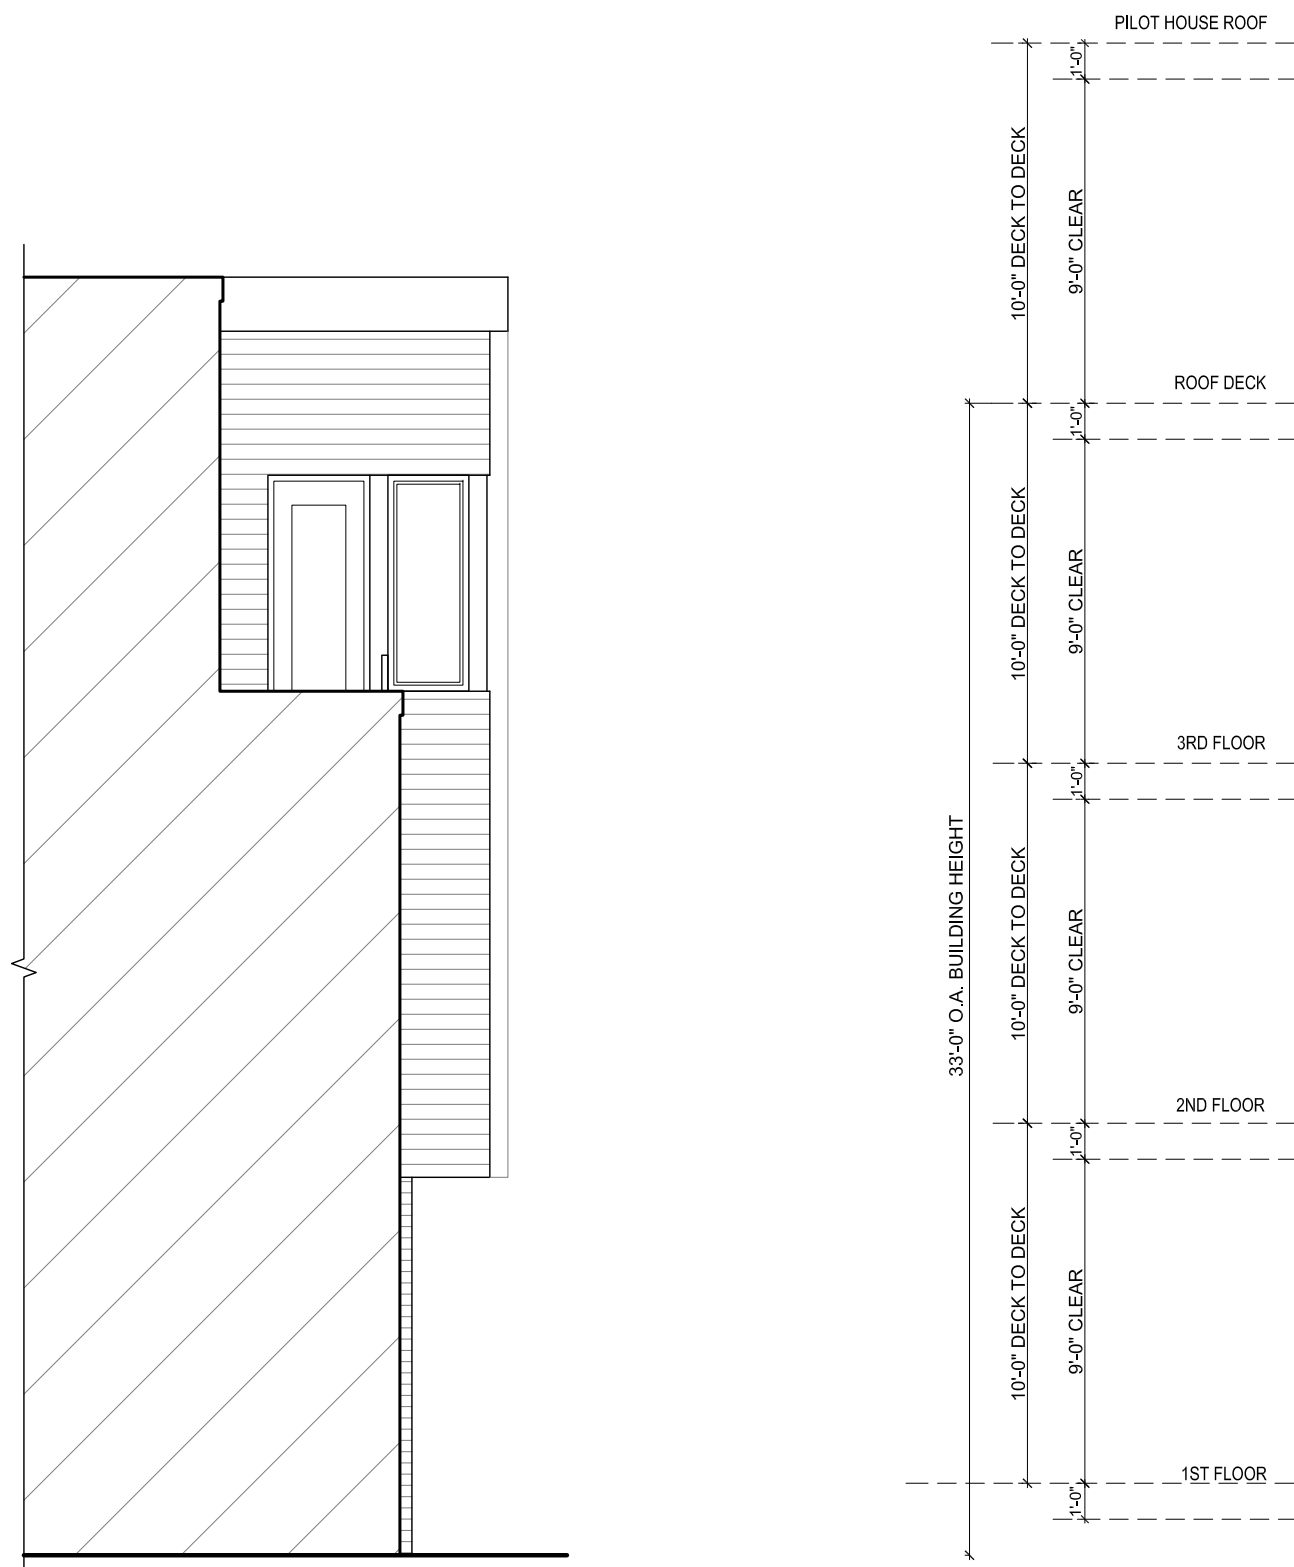 PILOT HOUSE ROOF
1'-0"
10'-0" DECK TO DECK
9'-0" CLEAR
ROOF DECK
1'-0"
10'-0" DECK TO DECK
9'-0" CLEAR
3RD FLOOR
1'-0"
33'-0" O.A. BUILDING HEIGHT
10'-0" DECK TO DECK
9'-0" CLEAR
2ND FLOOR
1'-0"
10'-0" DECK TO DECK
9'-0" CLEAR
1ST FLOOR
1'-0"